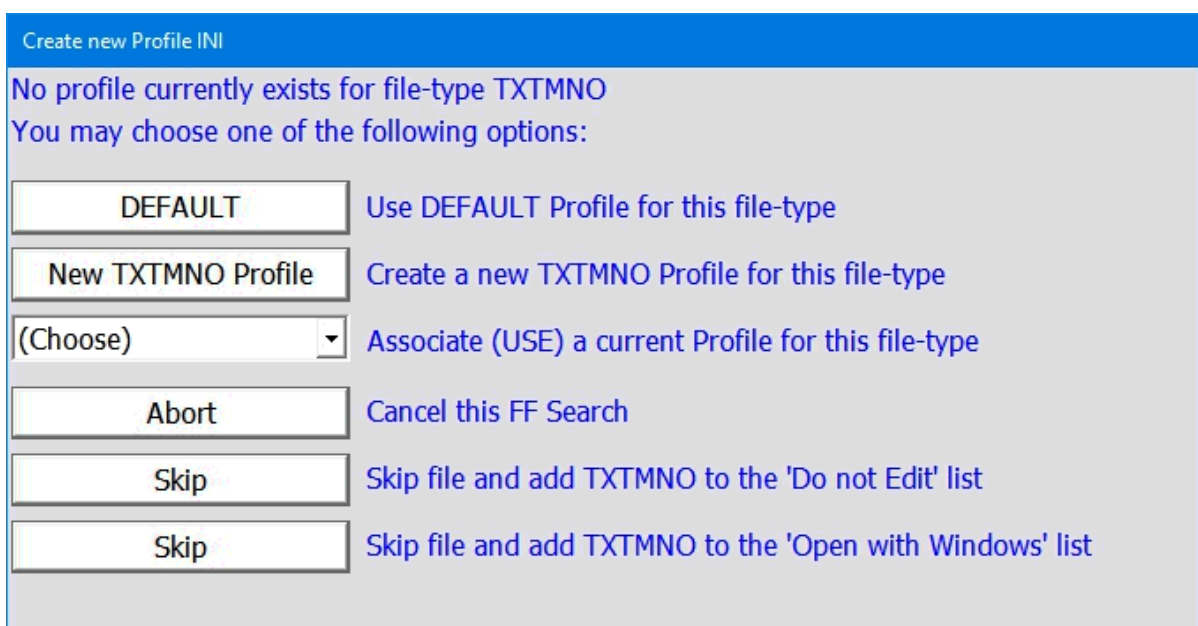 Create new Profile INI
No profile currently exists for file-type TXTMNO
You may choose one of the following options:
DEFAULT Use DEFAULT Profile for this file-type
New TXTMNO Profile Create a new TXTMNO Profile for this file-type
(Choose) Associate (USE) a current Profile for this file-type
Abort Cancel this FF Search
Skip Skip file and add TXTMNO to the 'Do not Edit' list
Skip Skip file and add TXTMNO to the 'Open with Windows' list